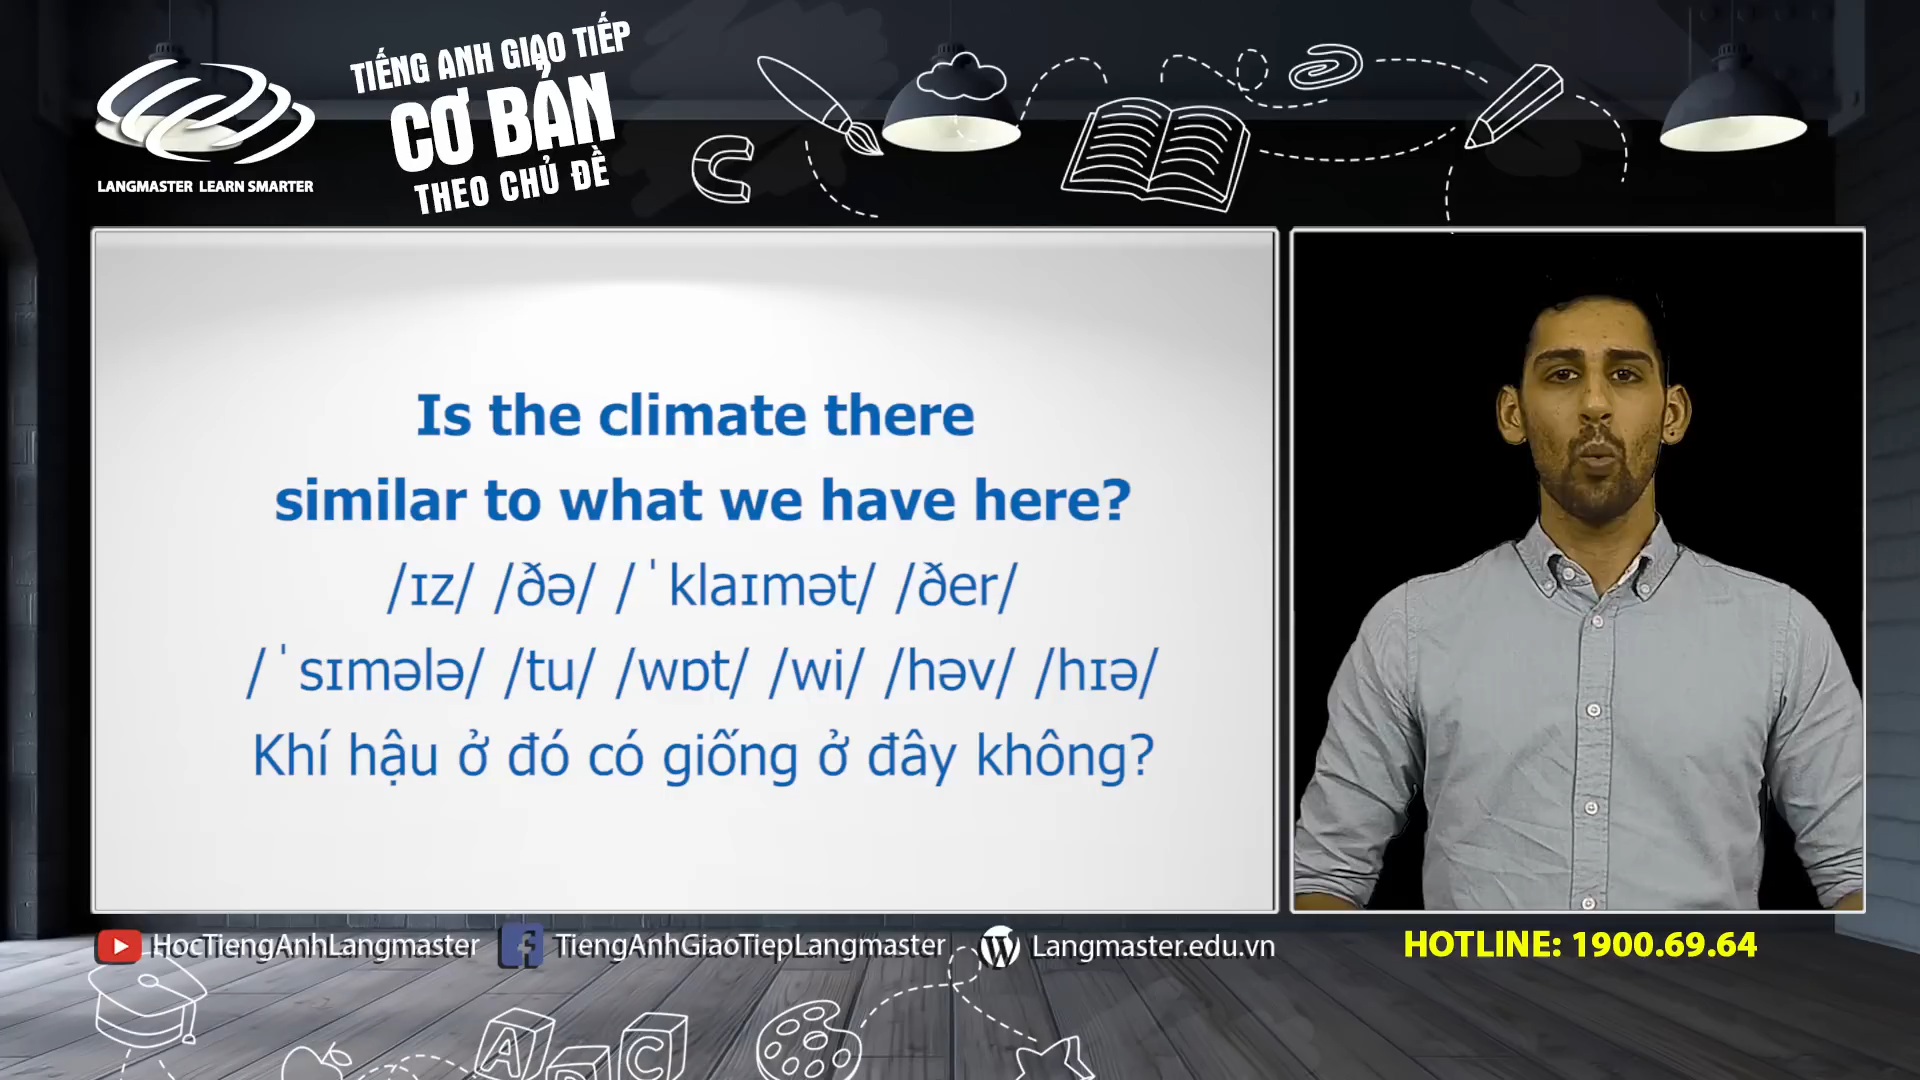 LANGMASTER LEARN SMARTER
TIẾNG ANH GIAO TIẾP
CƠ BẢN
THEO CHỦ ĐỀ
Is the climate there
similar to what we have here?
/ɪz/ /ðə/ /ˈklaɪmət/ /ðer/
/ˈsɪmələ/ /tu/ /wɒt/ /wi/ /həv/ /hɪə/
Khí hậu ở đó có giống ở đây không?
HocTiengAnhLangmaster
TiengAnhGiaoTiepLangmaster
Langmaster.edu.vn
HOTLINE: 1900.69.64
A
C